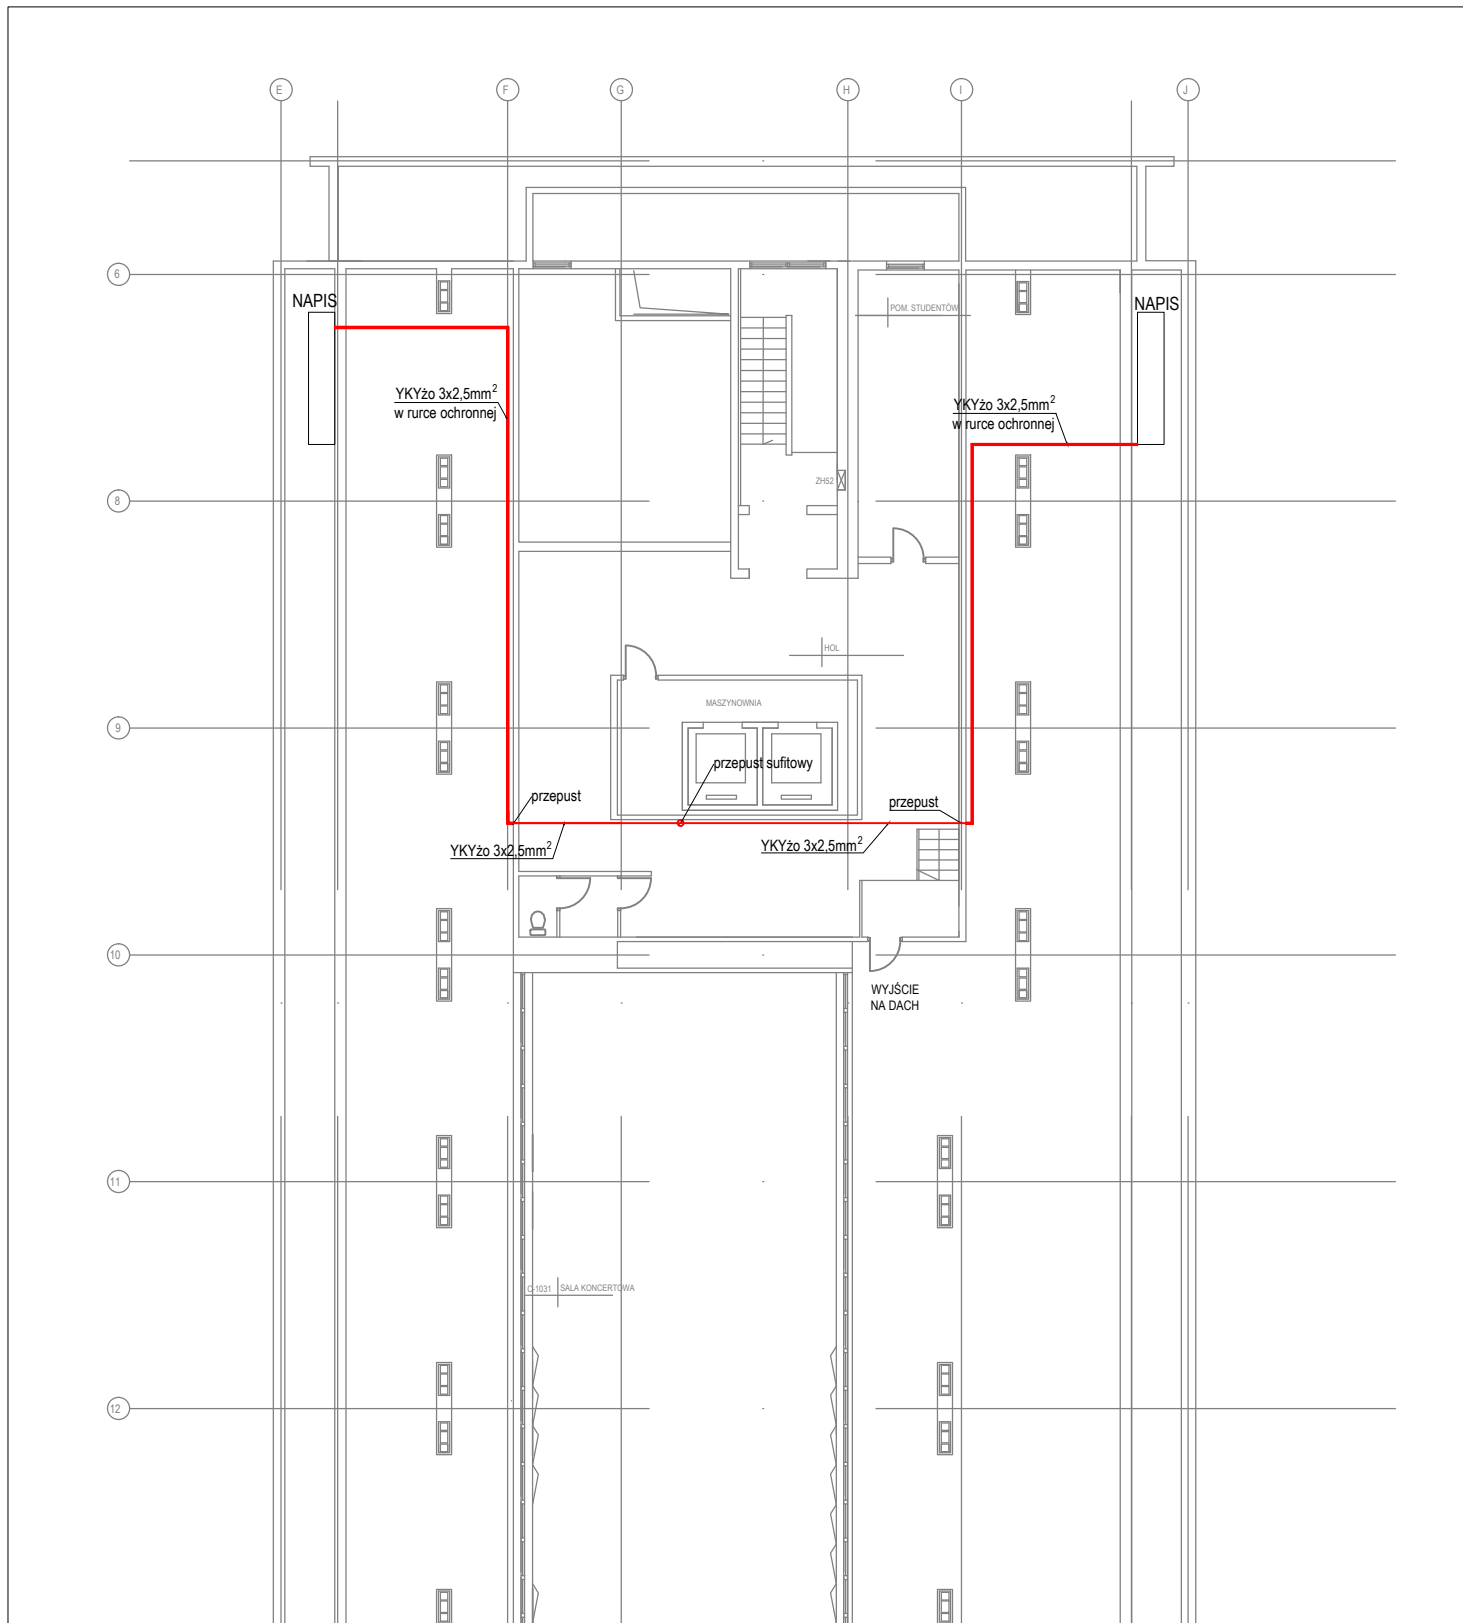 E
F
G
H
I
J
6
NAPIS
NAPIS
POM. STUDENTÓW
YKYżo 3x2,5mm²
w rurce ochronnej
YKYżo 3x2,5mm²
w rurce ochronnej
ZH52
8
HOL
MASZYNOWNIA
9
przepust sufitowy
przepust
przepust
YKYżo 3x2,5mm²
YKYżo 3x2,5mm²
10
WYJŚCIE
NA DACH
11
C-1031 SALA KONCERTOWA
12